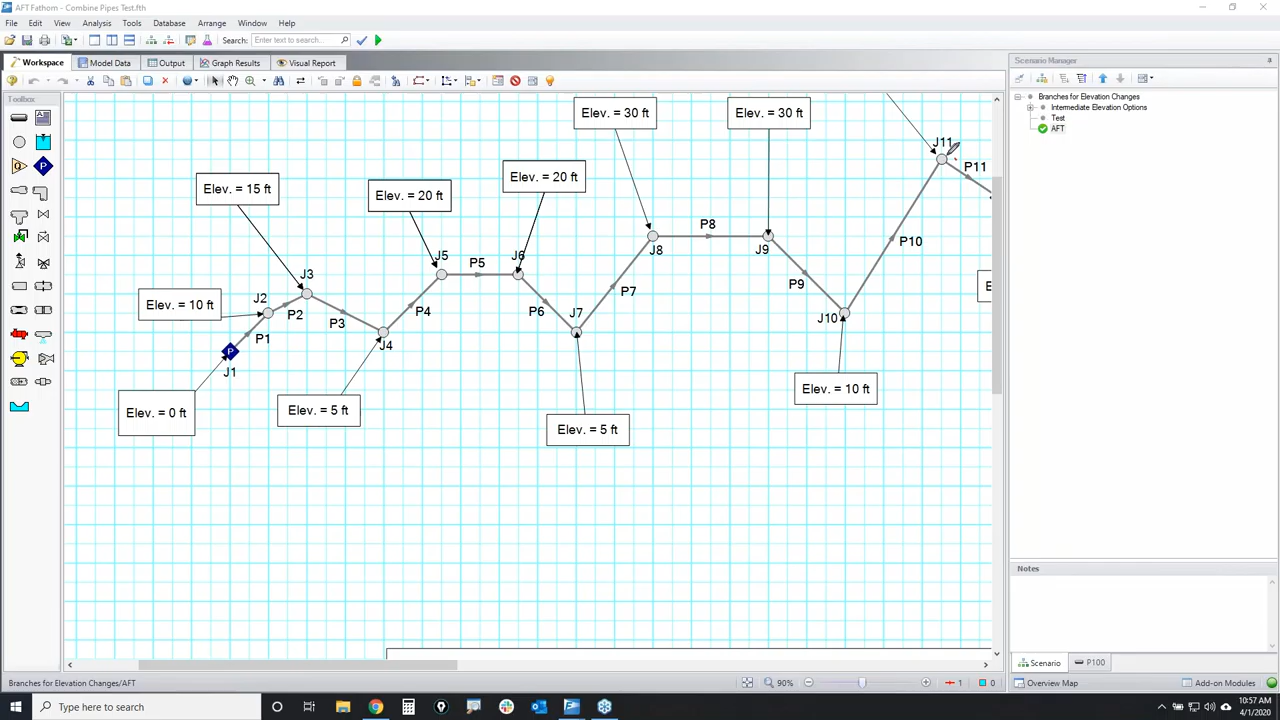 AFT Fathom - Combine Pipes Test.fth
File Edit View Analysis Tools Database Arrange Window Help
Search: Enter text to search...
Workspace Model Data Output Graph Results Visual Report
Scenario Manager
Toolbox
Branches for Elevation Changes
Intermediate Elevation Options
Test
AFT
Elev. = 30 ft
Elev. = 30 ft
J11
P11
Elev. = 20 ft
Elev. = 15 ft
Elev. = 20 ft
P8
P10
J5 P5 J6
J8
J9
J3
P9
P7
Elev. = 10 ft
J2
P2
P4
P6
J7
J10
P3
P1
J4
J1
Elev. = 0 ft
Elev. = 5 ft
Elev. = 10 ft
Elev. = 5 ft
E
Notes
Scenario P100
Branches for Elevation Changes/AFT
90%
1
0
Overview Map
Add-on Modules
Type here to search
10:57 AM
4/1/2020